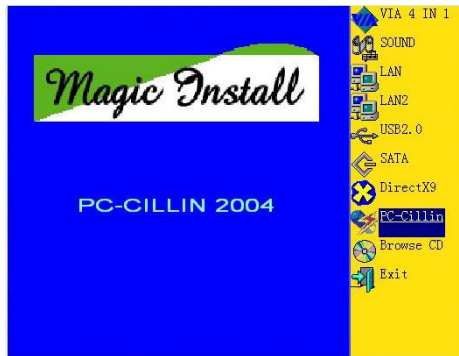 Magic Install
PC-CILLIN 2004
VIA 4 IN 1
SOUND
LAN
LAN2
USB2.0
SATA
DirectX9
PC-Cillin
Browse CD
Exit